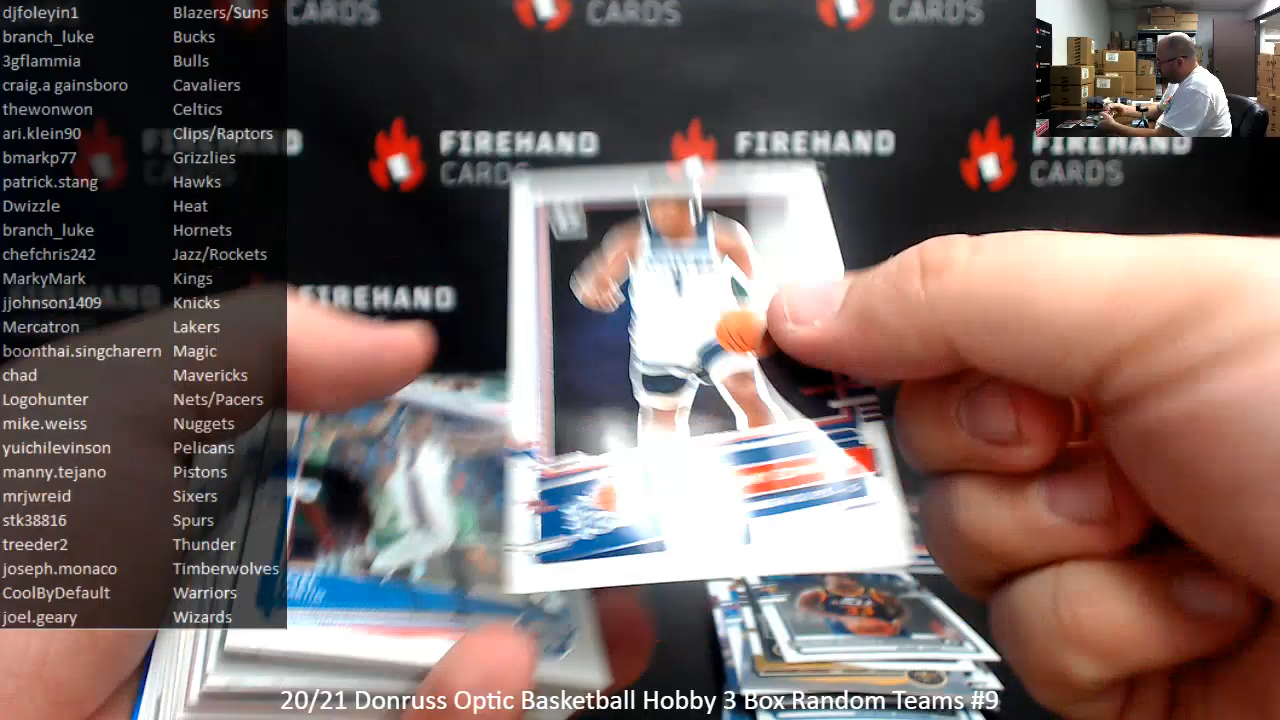 djfoleyin1 Blazers/Suns
branch_luke Bucks
3gflammia Bulls
craig.a gainsboro Cavaliers
thewonwon Celtics
ari.klein90 Clips/Raptors
bmarkp77 Grizzlies
patrick.stang Hawks
Dwizzle Heat
branch_luke Hornets
chefchris242 Jazz/Rockets
MarkyMark Kings
jjohnson1409 Knicks
Mercatron Lakers
boonthai.singcharern Magic
chad Mavericks
Logohunter Nets/Pacers
mike.weiss Nuggets
yuichilevinson Pelicans
manny.tejano Pistons
mrjwreid Sixers
stk38816 Spurs
treeder2 Thunder
joseph.monaco Timberwolves
CoolByDefault Warriors
joel.geary Wizards
CARDS
CARDS
CARDS
FIREHAND
CARDS
FIREHAND
CARDS
FIREHAND
CARDS
FIREHAND
20/21 Donruss Optic Basketball Hobby 3 Box Random Teams #9